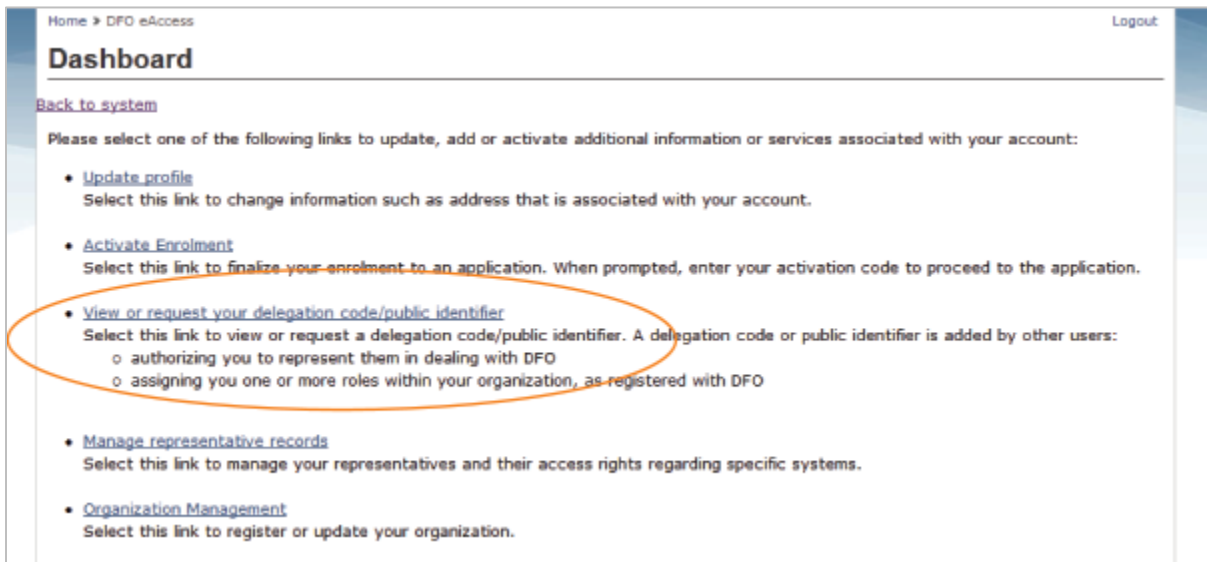 Home > DFO eAccess Logout
Dashboard
Back to system
Please select one of the following links to update, add or activate additional information or services associated with your account:
• Update profile
Select this link to change information such as address that is associated with your account.
• Activate Enrolment
Select this link to finalize your enrolment to an application. When prompted, enter your activation code to proceed to the application.
• View or request your delegation code/public identifier
Select this link to view or request a delegation code/public identifier. A delegation code or public identifier is added by other users:
o authorizing you to represent them in dealing with DFO
o assigning you one or more roles within your organization, as registered with DFO
• Manage representative records
Select this link to manage your representatives and their access rights regarding specific systems.
• Organization Management
Select this link to register or update your organization.